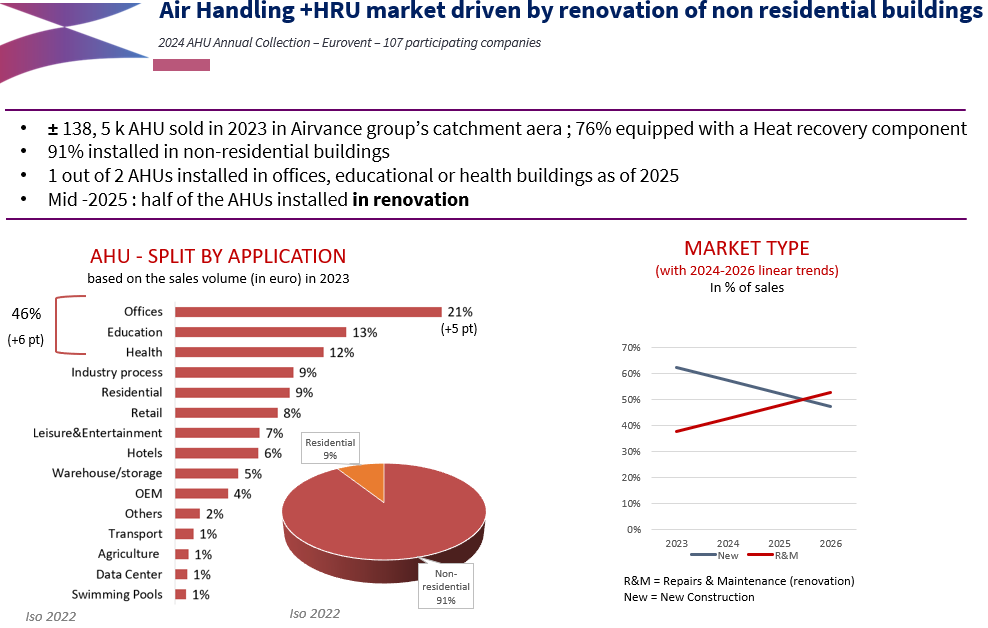 Air Handling +HRU market driven by renovation of non residential buildings
2024 AHU Annual Collection – Eurovent – 107 participating companies
• ± 138, 5 k AHU sold in 2023 in Airvance group's catchment aera ; 76% equipped with a Heat recovery component
• 91% installed in non-residential buildings
• 1 out of 2 AHUs installed in offices, educational or health buildings as of 2025
• Mid -2025 : half of the AHUs installed in renovation
AHU - SPLIT BY APPLICATION
based on the sales volume (in euro) in 2023
46%
(+6 pt)
Offices 21%
(+5 pt)
Education 13%
Health 12%
Industry process 9%
Residential 9%
Retail 8%
Leisure&Entertainment 7%
Hotels 6%
Warehouse/storage 5%
OEM 4%
Others 2%
Transport 1%
Agriculture 1%
Data Center 1%
Swimming Pools 1%
Iso 2022
Residential
9%
Non-
residential
91%
Iso 2022
MARKET TYPE
(with 2024-2026 linear trends)
In % of sales
70%
60%
50%
40%
30%
20%
10%
0%
2023 2024 2025 2026
New R&M
R&M = Repairs & Maintenance (renovation)
New = New Construction